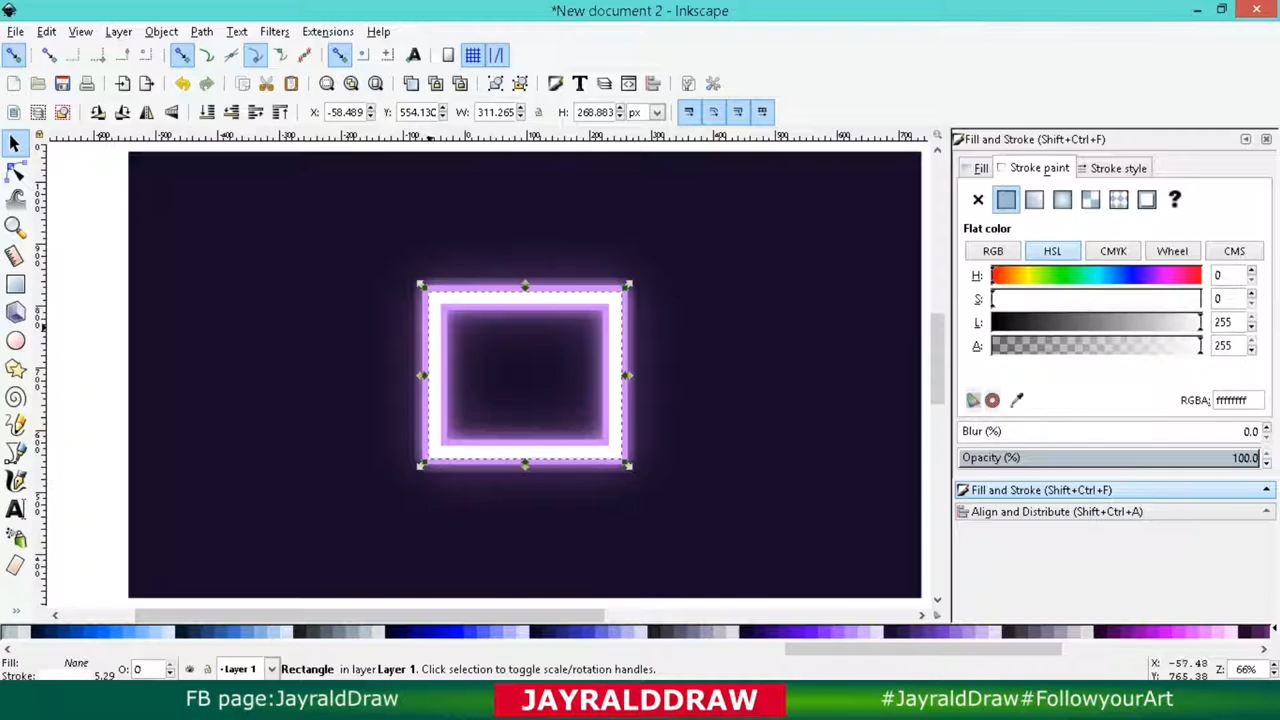 *New document 2 - Inkscape
File Edit View Layer Object Path Text Filters Extensions Help
X: -58.489 Y: 554.130 W: 311.265 H: 268.883 px
Fill and Stroke (Shift+Ctrl+F)
Fill Stroke paint Stroke style
Flat color
RGB HSL CMYK Wheel CMS
H: 0
S: 0
L: 255
A: 255
RGBA: ffffffff
Blur (%) 0.0
Opacity (%) 100.0
Fill and Stroke (Shift+Ctrl+F)
Align and Distribute (Shift+Ctrl+A)
Fill: None O: 0 Layer 1 Rectangle in layer Layer 1. Click selection to toggle scale/rotation handles. X: -57.48 Z: 66%
Stroke: 5.29 Y: 765.38
FB page:JayraldDraw JAYRALDDRAW #JayraldDraw#FollowyourArt